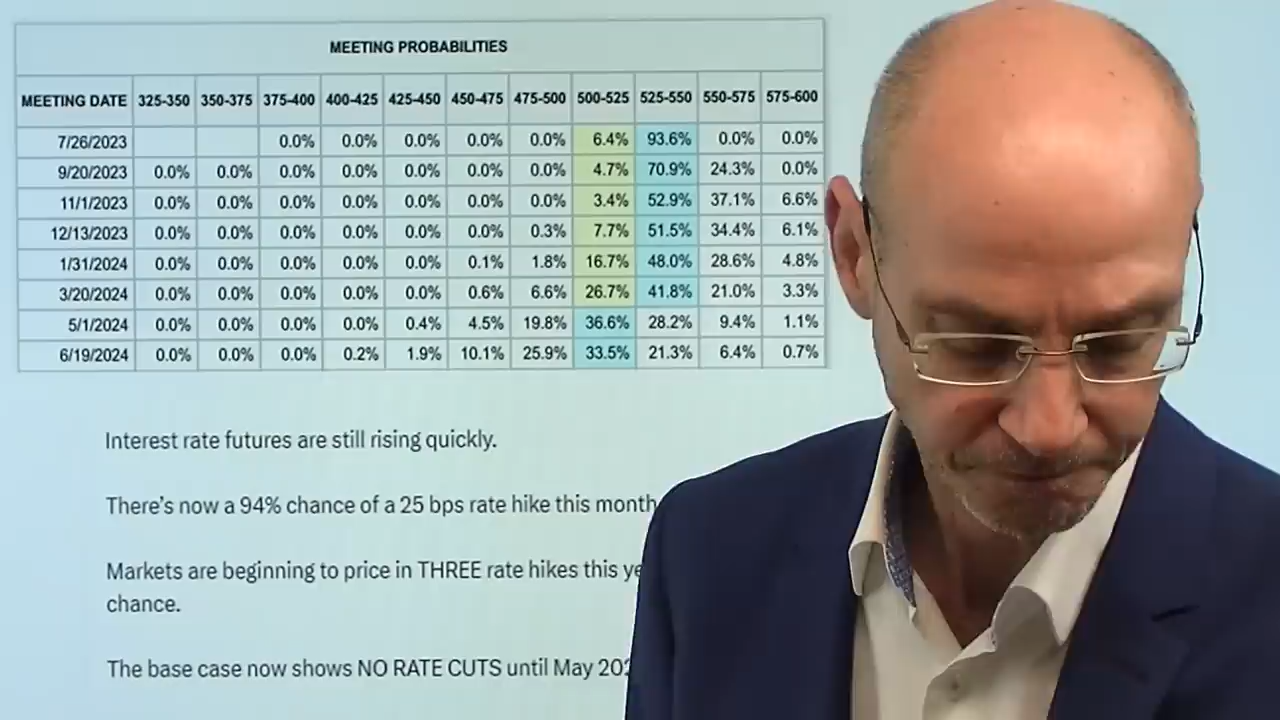 MEETING PROBABILITIES
MEETING DATE 325-350 350-375 375-400 400-425 425-450 450-475 475-500 500-525 525-550 550-575 575-600
7/26/2023 0.0% 0.0% 0.0% 0.0% 0.0% 6.4% 93.6% 0.0% 0.0%
9/20/2023 0.0% 0.0% 0.0% 0.0% 0.0% 0.0% 0.0% 4.7% 70.9% 24.3% 0.0%
11/1/2023 0.0% 0.0% 0.0% 0.0% 0.0% 0.0% 0.0% 3.4% 52.9% 37.1% 6.6%
12/13/2023 0.0% 0.0% 0.0% 0.0% 0.0% 0.0% 0.3% 7.7% 51.5% 34.4% 6.1%
1/31/2024 0.0% 0.0% 0.0% 0.0% 0.0% 0.1% 1.8% 16.7% 48.0% 28.6% 4.8%
3/20/2024 0.0% 0.0% 0.0% 0.0% 0.0% 0.6% 6.6% 26.7% 41.8% 21.0% 3.3%
5/1/2024 0.0% 0.0% 0.0% 0.0% 0.4% 4.5% 19.8% 36.6% 28.2% 9.4% 1.1%
6/19/2024 0.0% 0.0% 0.0% 0.2% 1.9% 10.1% 25.9% 33.5% 21.3% 6.4% 0.7%
Interest rate futures are still rising quickly.
There's now a 94% chance of a 25 bps rate hike this month
Markets are beginning to price in THREE rate hikes this
chance.
The base case now shows NO RATE CUTS until May